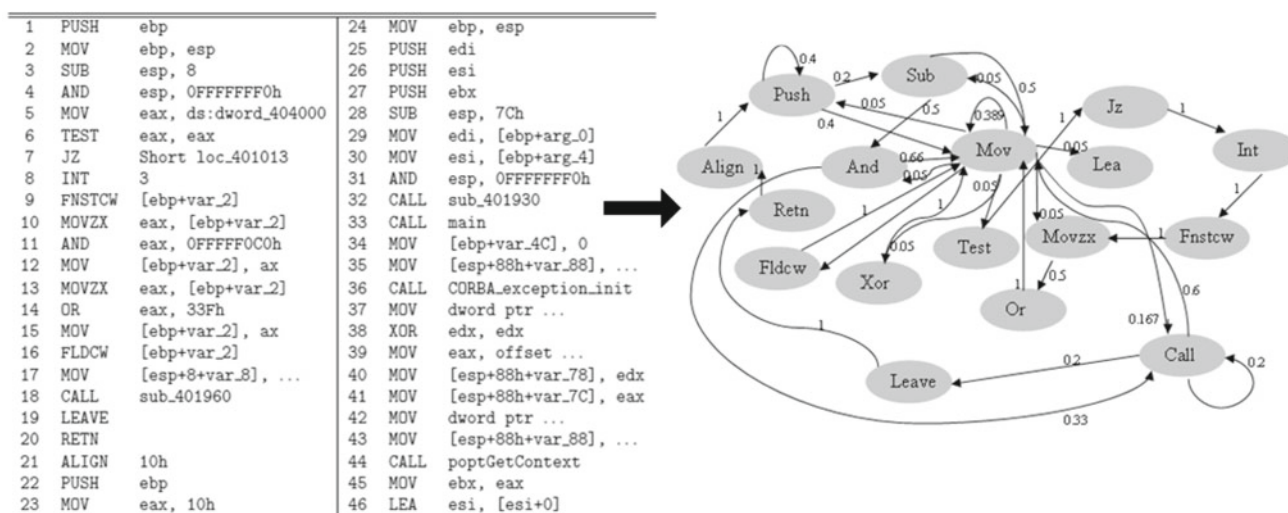 1 PUSH ebp
2 MOV ebp, esp
3 SUB esp, 8
4 AND esp, 0FFFFFFF0h
5 MOV eax, ds:dword_404000
6 TEST eax, eax
7 JZ Short loc_401013
8 INT 3
9 FNSTCW [ebp+var_2]
10 MOVZX eax, [ebp+var_2]
11 AND eax, 0FFFFF0C0h
12 MOV [ebp+var_2], ax
13 MOVZX eax, [ebp+var_2]
14 OR eax, 33Fh
15 MOV [ebp+var_2], ax
16 FLDCW [ebp+var_2]
17 MOV [esp+8+var_8], ...
18 CALL sub_401960
19 LEAVE
20 RETN
21 ALIGN 10h
22 PUSH ebp
23 MOV eax, 10h
24 MOV ebp, esp
25 PUSH edi
26 PUSH esi
27 PUSH ebx
28 SUB esp, 7Ch
29 MOV edi, [ebp+arg_0]
30 MOV esi, [ebp+arg_4]
31 AND esp, 0FFFFFFF0h
32 CALL sub_401930
33 CALL main
34 MOV [ebp+var_4C], 0
35 MOV [esp+88h+var_88], ...
36 CALL CORBA_exception_init
37 MOV dword ptr ...
38 XOR edx, edx
39 MOV eax, offset ...
40 MOV [esp+88h+var_78], edx
41 MOV [esp+88h+var_7C], eax
42 MOV dword ptr ...
43 MOV [esp+88h+var_88], ...
44 CALL poptGetContext
45 MOV ebx, eax
46 LEA esi, [esi+0]
0.4
0.2
Sub
0.05
0.5
Push
0.05
0.5
0.389
Jz
1
1
0.4
Align
And
0.66
Mov
0.05
Lea
Int
1
0.05
Retn
1
1
0.05
0.05
1
Fldcw
0.05
Xor
Test
Movzx
1
Fnstcw
0.5
1
Or
0.6
1
0.167
Call
Leave
0.2
0.2
0.33